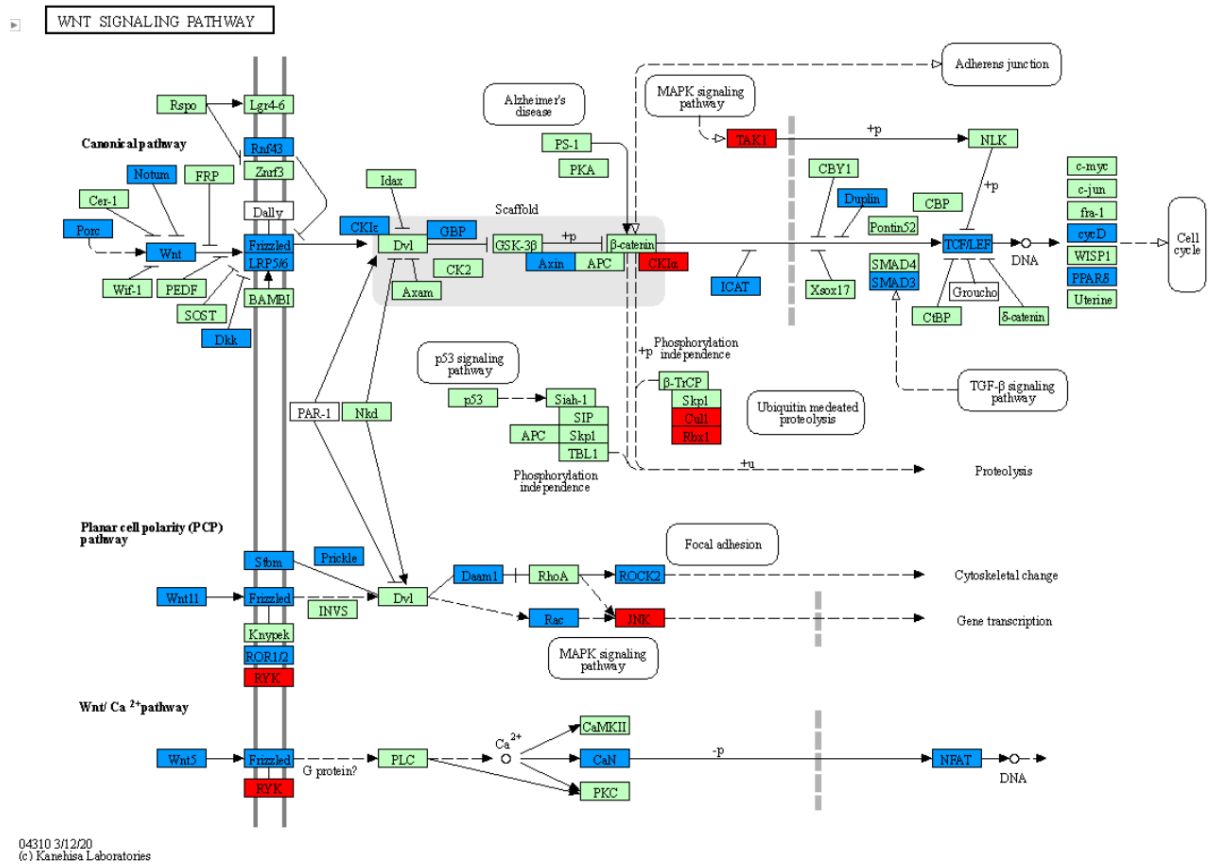 WNT SIGNALING PATHWAY
Adherens junction
Alzheimer's
disease
MAPK signaling
pathway
Rspo
Lgr4-6
+p
TAK1
NLK
Canonical pathway
Rnf43
PS-1
Notum
FRP
Znrf3
PKA
CBY1
c-myc
Idax
+p
Cer-1
Duplin
CBP
c-jun
Dally
Scaffold
fra-1
Porc
CKIε
GBP
Pontin52
cycD
Cell
cycle
Wnt
Frizzled
Dvl
GSK-3β
+p
β-catenin
TCF/LEF
DNA
WISP1
LRP5/6
Axin
APC
CKIα
SMAD4
CK2
PPARδ
Wif-1
PEDF
Axam
ICAT
Xsox17
SMAD3
Groucho
BAMBI
Uterine
SOST
CtBP
δ-catenin
Dkk
+p
Phosphorylation
independence
p53 signaling
pathway
β-TrCP
TGF-β signaling
pathway
p53
Siah-1
Skp1
PAR-1
Nkd
SIP
Cul1
Ubiquitin medeated
proteolysis
APC
Skp1
Rbx1
TBL1
+u
Proteolysis
Phosphorylation
independence
Planar cell polarity (PCP)
pathway
Focal adhesion
Stbm
Prickle
Daam1
RhoA
ROCK2
Cytoskeletal change
Wnt11
Frizzled
INVS
Dvl
Rac
JNK
Gene transcription
Knypek
MAPK signaling
pathway
ROR1/2
RYK
Wnt/ Ca 2+ pathway
CaMKII
Ca2+
Wnt5
Frizzled
G protein?
PLC
CaN
-p
NFAT
DNA
RYK
PKC
04310 3/12/20
(c) Kanehisa Laboratories